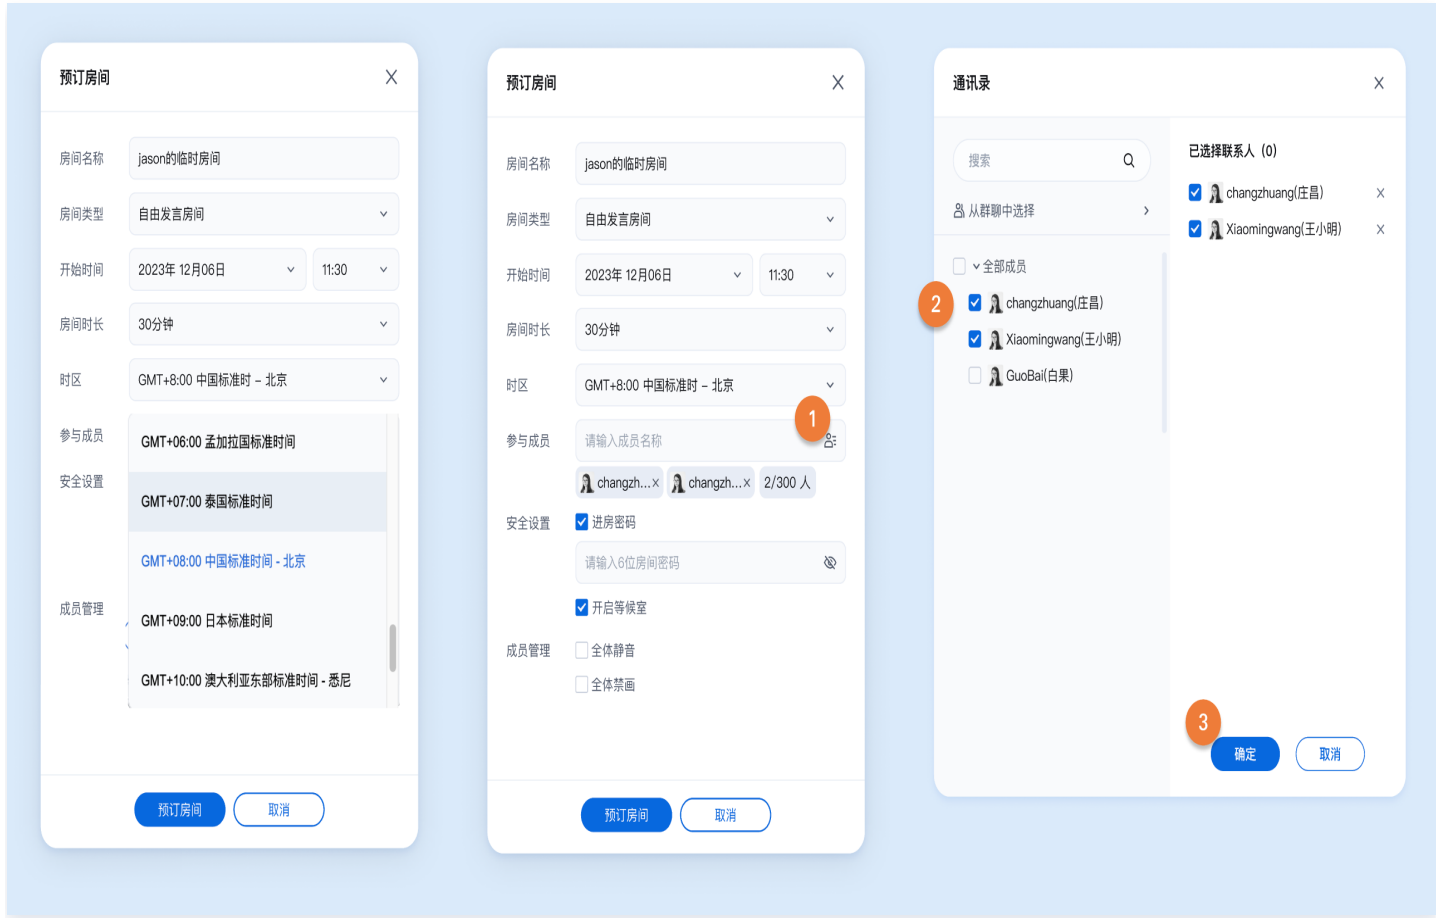 预订房间
房间名称
jason的临时房间
房间类型
自由发言房间
开始时间
2023年 12月06日
11:30
房间时长
30分钟
时区
GMT+8:00 中国标准时 – 北京
参与成员
安全设置
成员管理
GMT+06:00 孟加拉国标准时间
GMT+07:00 泰国标准时间
GMT+08:00 中国标准时间 - 北京
GMT+09:00 日本标准时间
GMT+10:00 澳大利亚东部标准时间 - 悉尼
预订房间
取消
预订房间
房间名称
jason的临时房间
房间类型
自由发言房间
开始时间
2023年 12月06日
11:30
房间时长
30分钟
时区
GMT+8:00 中国标准时 – 北京
1
参与成员
请输入成员名称
changzh...
changzh...
2/300 人
安全设置
进房密码
请输入6位房间密码
开启等候室
成员管理
全体静音
全体禁画
预订房间
取消
通讯录
搜索
从群聊中选择
全部成员
2
changzhuang(庄昌)
Xiaomingwang(王小明)
GuoBai(白果)
已选择联系人（0）
changzhuang(庄昌)
Xiaomingwang(王小明)
3
确定
取消